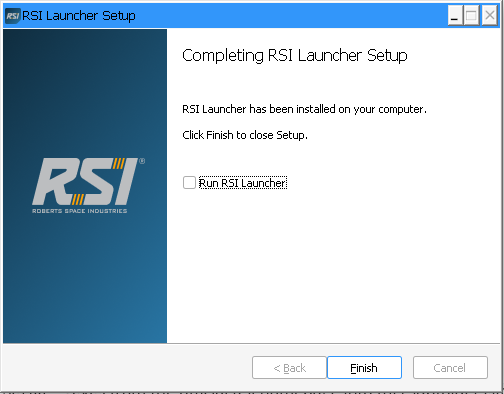 RSI RSI Launcher Setup
Completing RSI Launcher Setup
RSI Launcher has been installed on your computer.
Click Finish to close Setup.
RSI®
ROBERTS SPACE INDUSTRIES
Run RSI Launcher
< Back
Finish
Cancel